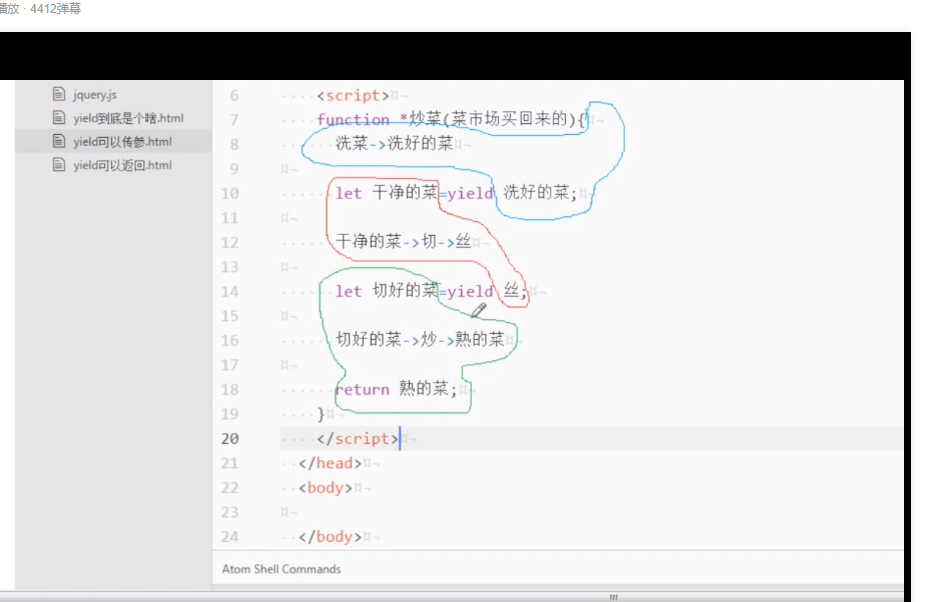 播放 · 4412弹幕
jquery.js
yield到底是个啥.html
yield可以传参.html
yield可以返回.html
6 <script>
7 function *炒菜(菜市场买回来的){
8 洗菜->洗好的菜
9
10 let 干净的菜=yield 洗好的菜;
11
12 干净的菜->切->丝
13
14 let 切好的菜=yield 丝;
15
16 切好的菜->炒->熟的菜
17
18 return 熟的菜;
19 }
20 </script>
21 </head>
22 <body>
23
24 </body>
Atom Shell Commands